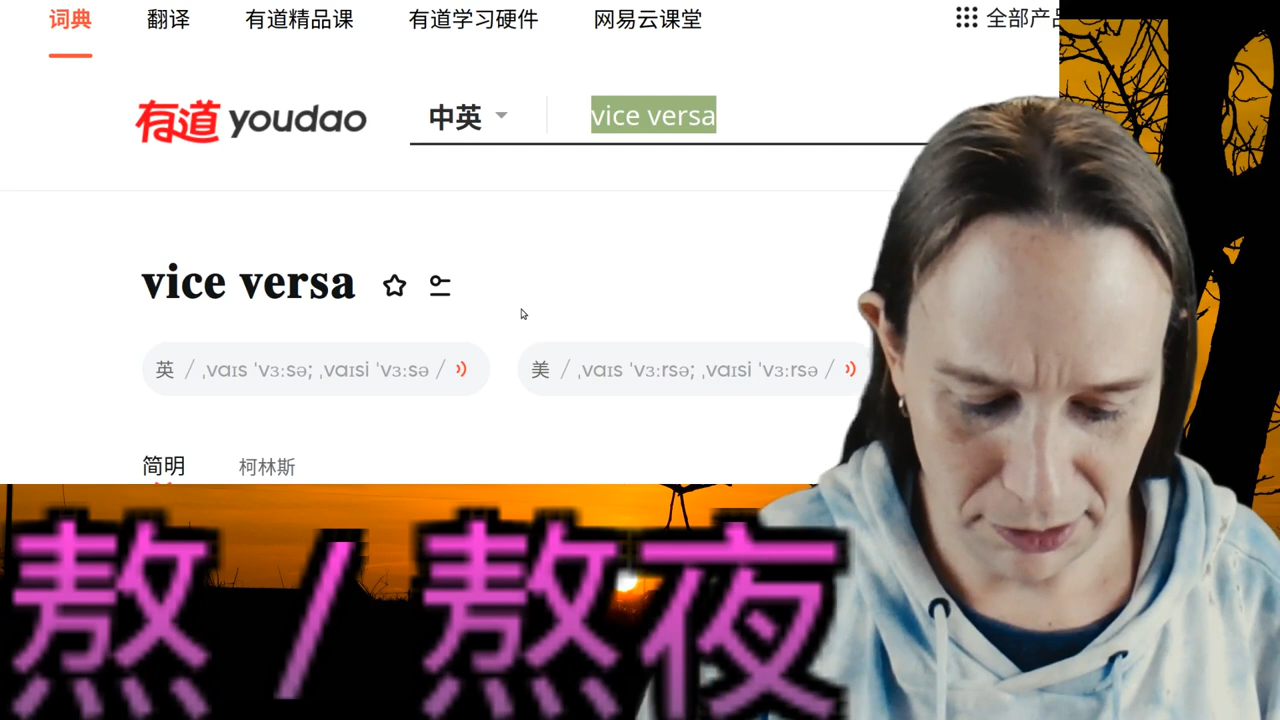 词典 翻译 有道精品课 有道学习硬件 网易云课堂 全部产品
有道 youdao 中英 vice versa
vice versa
英 / ˌvaɪs ˈvɜːsə; ˌvaɪsi ˈvɜːsə / 美 / ˌvaɪs ˈvɜːrsə; ˌvaɪsi ˈvɜːrsə /
简明 柯林斯
熬 / 熬夜